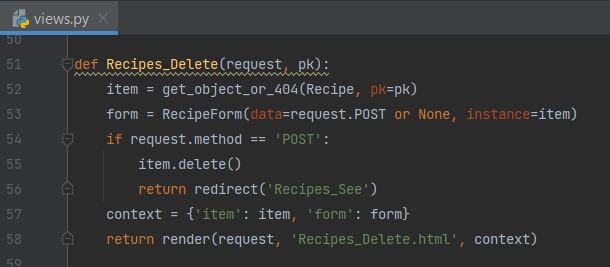 views.py
50
51 def Recipes_Delete(request, pk):
52 item = get_object_or_404(Recipe, pk=pk)
53 form = RecipeForm(data=request.POST or None, instance=item)
54 if request.method == 'POST':
55 item.delete()
56 return redirect('Recipes_See')
57 context = {'item': item, 'form': form}
58 return render(request, 'Recipes_Delete.html', context)
59